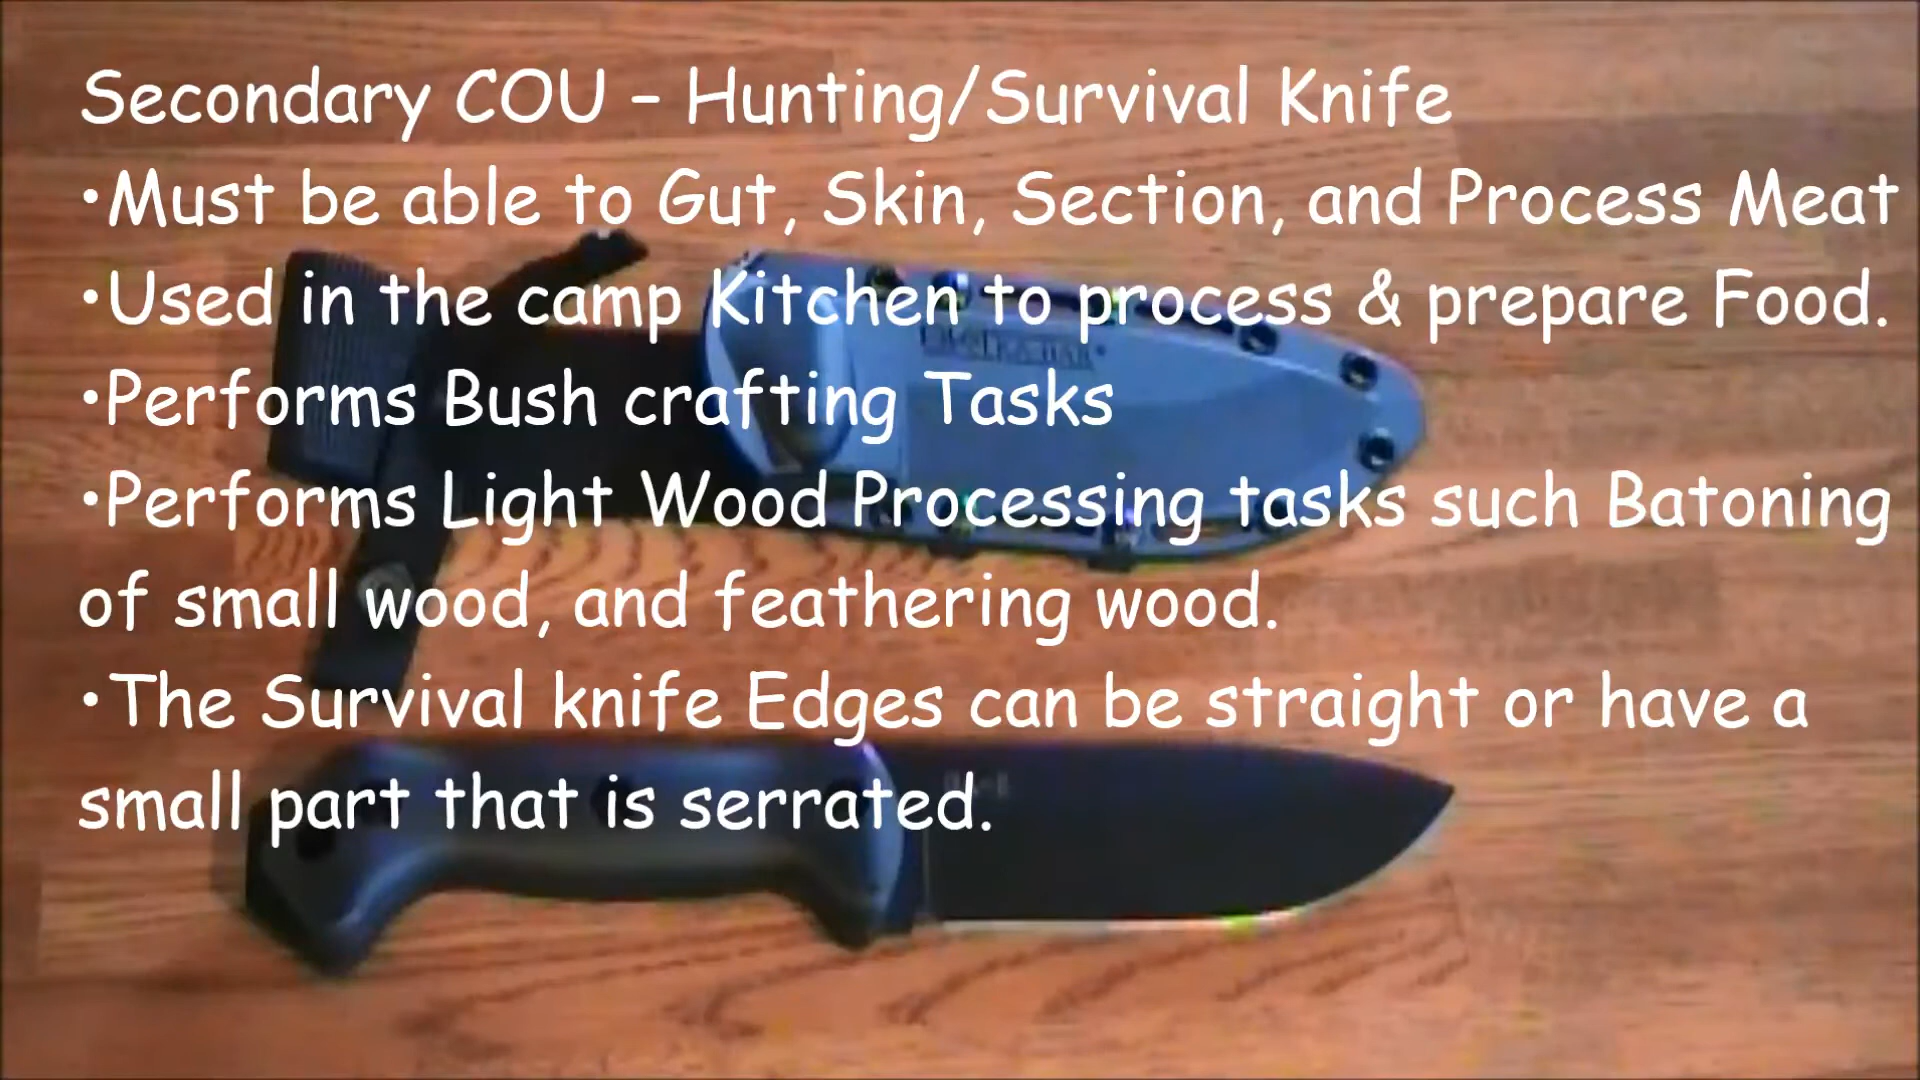 Secondary COU – Hunting/Survival Knife
•Must be able to Gut, Skin, Section, and Process Meat
•Used in the camp Kitchen to process & prepare Food.
•Performs Bush crafting Tasks
•Performs Light Wood Processing tasks such Batoning
of small wood, and feathering wood.
•The Survival knife Edges can be straight or have a
small part that is serrated.